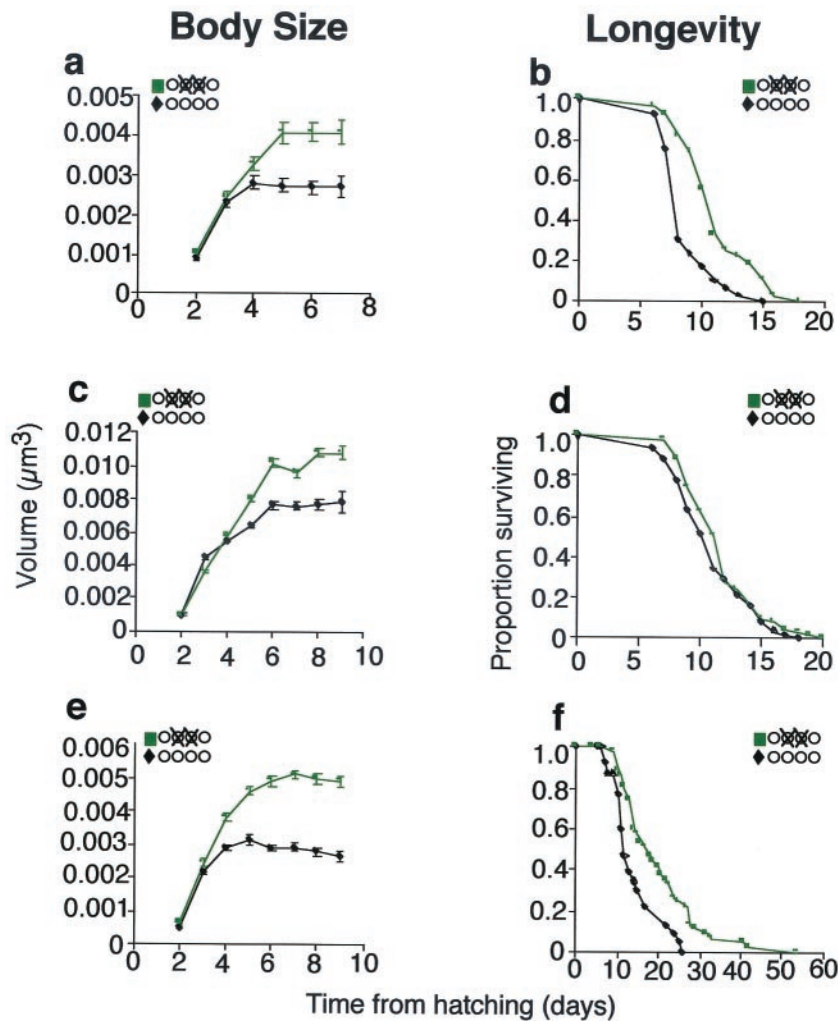 Body Size
Longevity
a
0.005
0.004
0.003
0.002
0.001
0
0 2 4 6 8
b
1.0
0.8
0.6
0.4
0.2
0
0 5 10 15 20
c
0.012
0.010
0.008
0.006
0.004
0.002
0
0 2 4 6 8 10
d
1.0
0.8
0.6
0.4
0.2
0
0 5 10 15 20
e
0.006
0.005
0.004
0.003
0.002
0.001
0
0 2 4 6 8 10
f
1.0
0.8
0.6
0.4
0.2
0
0 10 20 30 40 50 60
Volume (μm³)
Proportion surviving
Time from hatching (days)